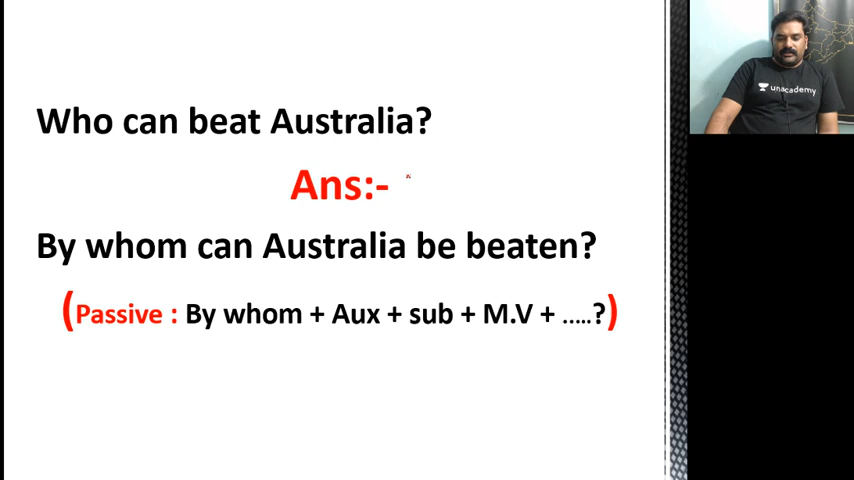 Who can beat Australia?
Ans:-
By whom can Australia be beaten?
(Passive : By whom + Aux + sub + M.V + .....?)
unacademy